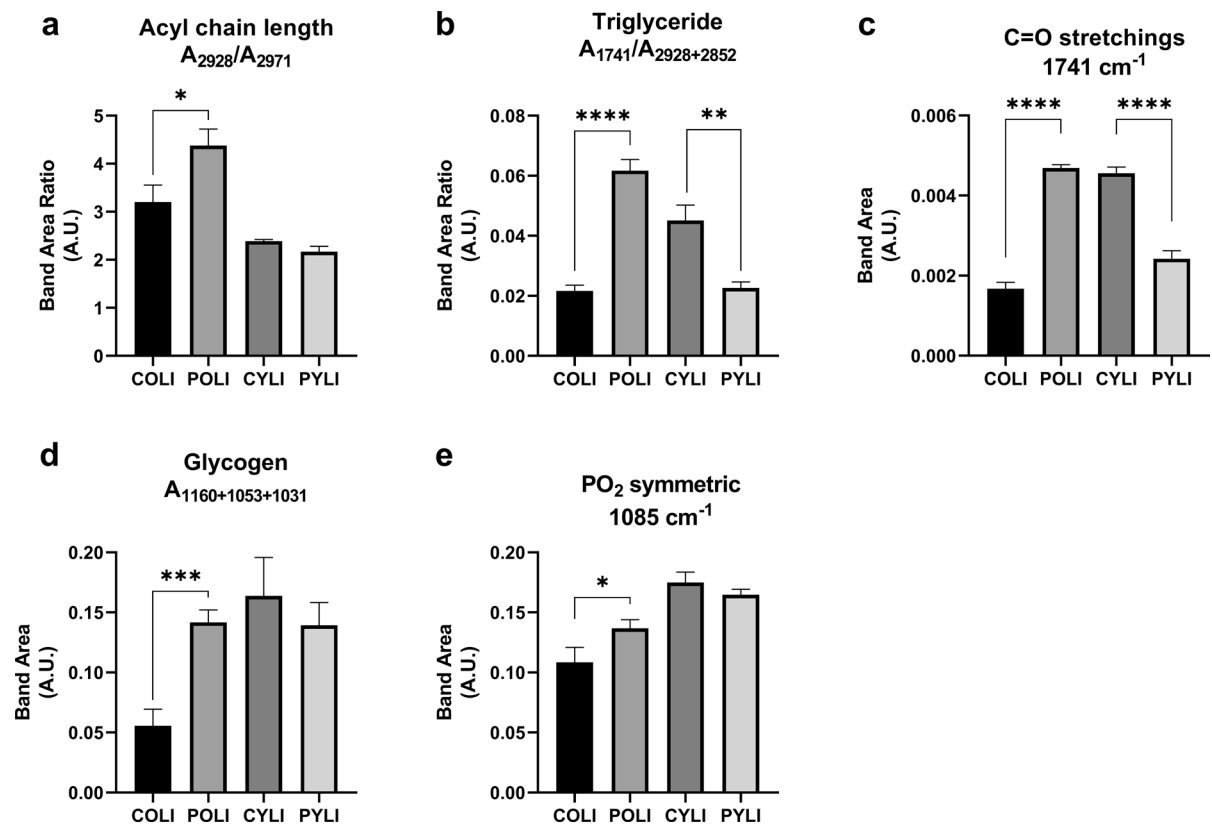 a
Acyl chain length
A2928/A2971
*
Band Area Ratio
(A.U.)
5
4
3
2
1
0
COLI POLI CYLI PYLI
b
Triglyceride
A1741/A2928+2852
**** **
Band Area Ratio
(A.U.)
0.08
0.06
0.04
0.02
0.00
COLI POLI CYLI PYLI
c
C=O stretchings
1741 cm-1
**** ****
Band Area
(A.U.)
0.006
0.004
0.002
0.000
COLI POLI CYLI PYLI
d
Glycogen
A1160+1053+1031
***
Band Area
(A.U.)
0.20
0.15
0.10
0.05
0.00
COLI POLI CYLI PYLI
e
PO2 symmetric
1085 cm-1
*
Band Area
(A.U.)
0.20
0.15
0.10
0.05
0.00
COLI POLI CYLI PYLI